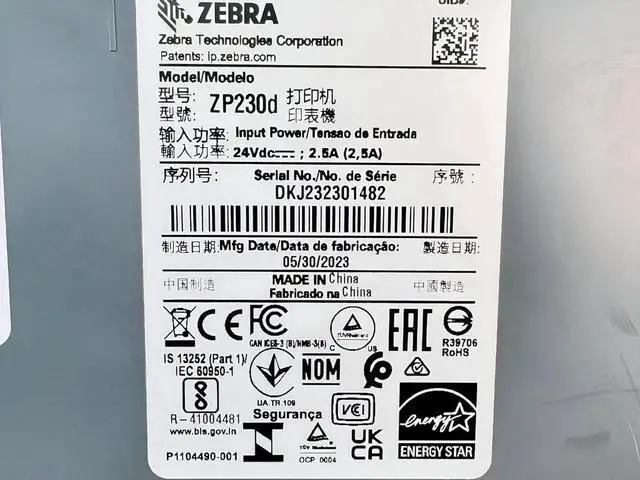 UID#:
ZEBRA
Zebra Technologies Corporation
Patents: ip.zebra.com
Model/Modelo
型号: ZP230d 打印机
型號: 印表機
输入功率: Input Power/Tensao de Entrada
輸入功率: 24Vdc ; 2.5A (2,5A)
序列号: Serial No./No. de Série 序號:
DKJ232301482
制造日期: Mfg Date/Data de fabricação: 製造日期:
05/30/2023
中国制造 MADE IN China 中國製造
Fabricado na China
CE FC
CAN ICES-3 (B)/NMB-3(B)
TÜVRheinland
C US
EAC
R39706
RoHS
IS 13252 (Part 1)/
IEC 60950-1
R-41004481
www.bis.gov.in
UA.TR.109
NOM
Segurança
VCI
TÜVRheinland
OCP 0004
UK
CA
energy
ENERGY STAR
P1104490-001